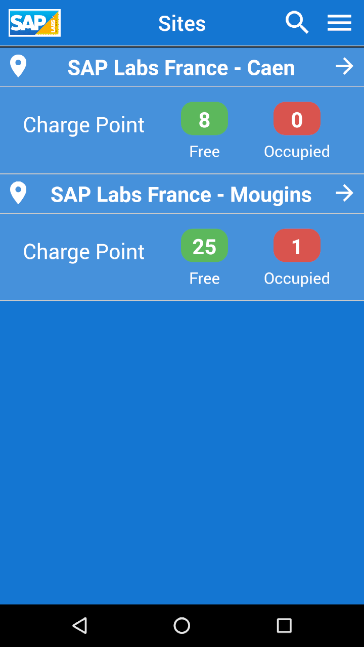 SAP Sites
SAP Labs France - Caen
Charge Point 8 0
Free Occupied
SAP Labs France - Mougins
Charge Point 25 1
Free Occupied